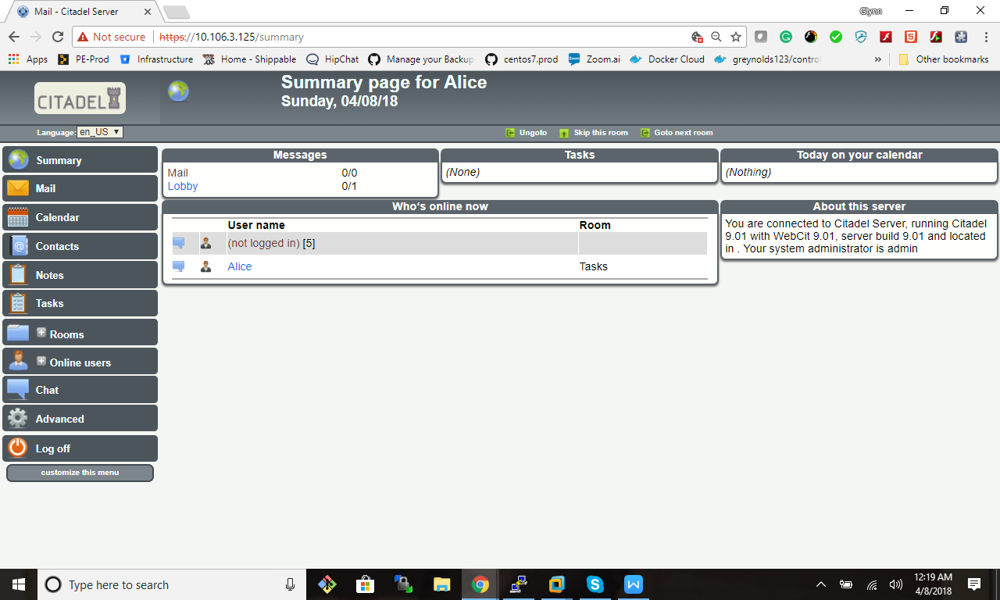 Mail - Citadel Server
Glynn
Not secure https://10.106.3.125/summary
Apps PE-Prod Infrastructure Home - Shippable HipChat Manage your Backup centos7.prod Zoom.ai Docker Cloud greynolds123/contro » Other bookmarks
CITADEL
Summary page for Alice
Sunday, 04/08/18
Language: en_US
Ungoto Skip this room Goto next room
Summary
Mail
Calendar
Contacts
Notes
Tasks
Rooms
Online users
Chat
Advanced
Log off
customize this menu
Messages
Mail 0/0
Lobby 0/1
Tasks
(None)
Today on your calendar
(Nothing)
Who's online now
User name Room
(not logged in) [5]
Alice Tasks
About this server
You are connected to Citadel Server, running Citadel
9.01 with WebCit 9.01, server build 9.01 and located
in . Your system administrator is admin
Type here to search
12:19 AM
4/8/2018